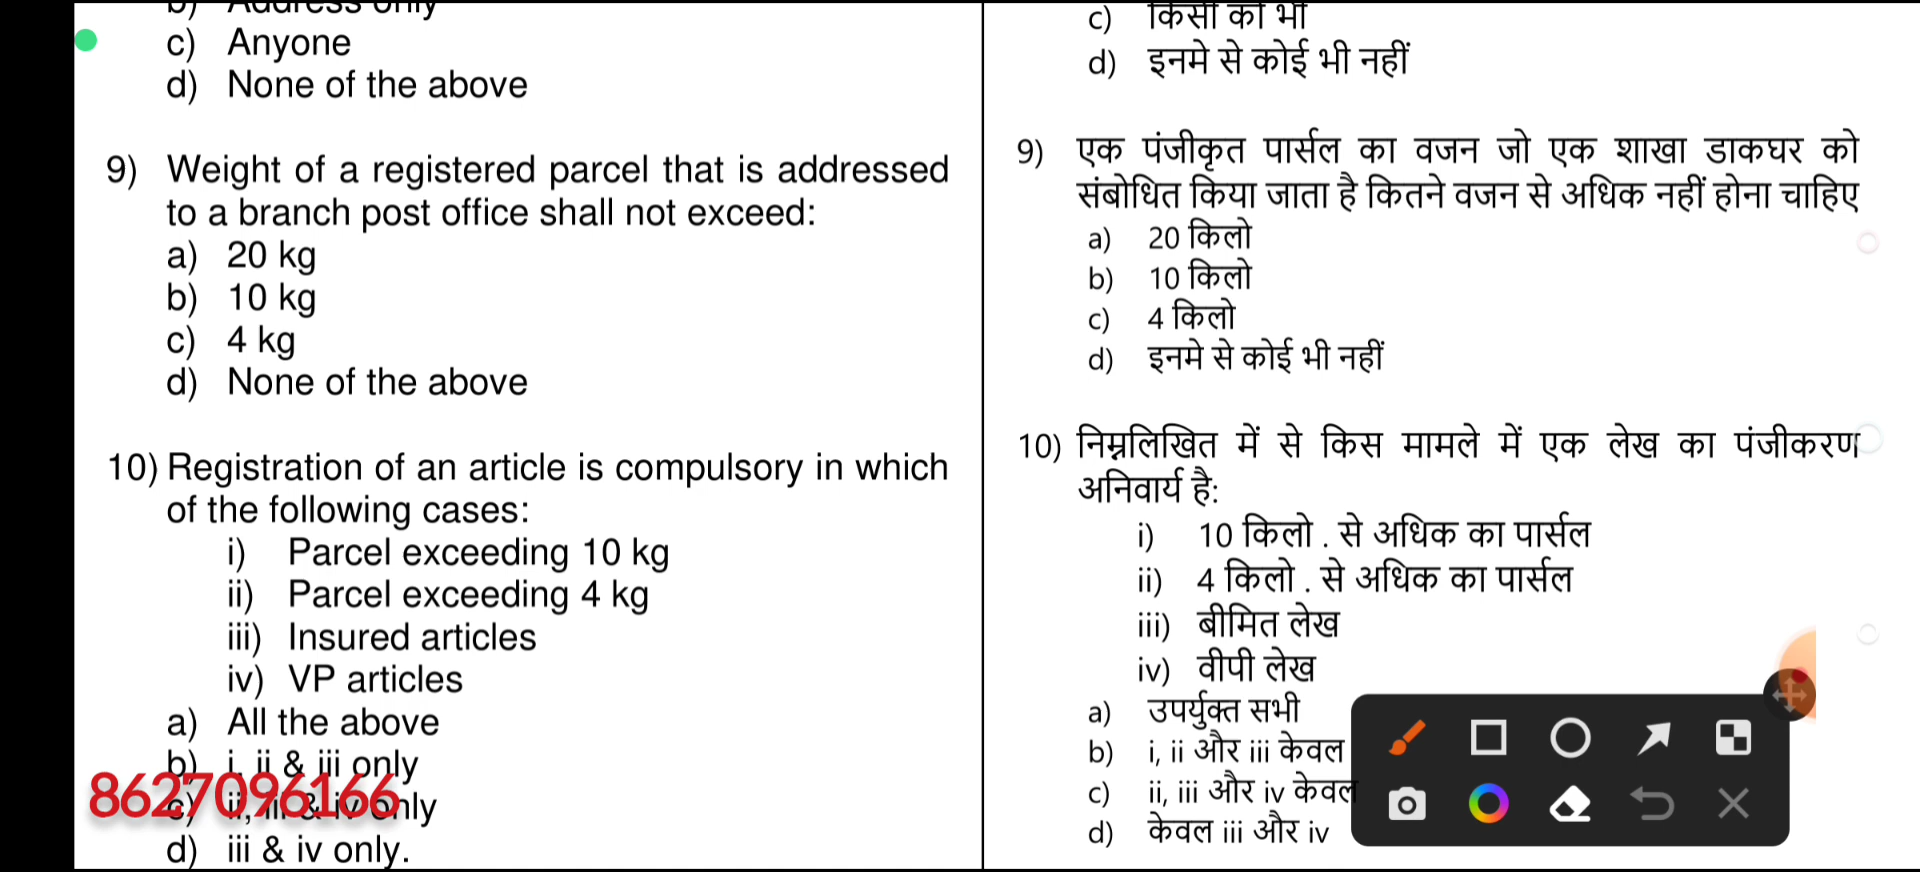 b) Address only
c) Anyone
d) None of the above
9) Weight of a registered parcel that is addressed
to a branch post office shall not exceed:
a) 20 kg
b) 10 kg
c) 4 kg
d) None of the above
10) Registration of an article is compulsory in which
of the following cases:
i) Parcel exceeding 10 kg
ii) Parcel exceeding 4 kg
iii) Insured articles
iv) VP articles
a) All the above
b) i, ii & iii only
c) ii, iii & iv only
8627096166
d) iii & iv only.
c) किसी को भी
d) इनमे से कोई भी नहीं
9) एक पंजीकृत पार्सल का वजन जो एक शाखा डाकघर को
संबोधित किया जाता है कितने वजन से अधिक नहीं होना चाहिए
a) 20 किलो
b) 10 किलो
c) 4 किलो
d) इनमे से कोई भी नहीं
10) निम्नलिखित में से किस मामले में एक लेख का पंजीकरण
अनिवार्य है:
i) 10 किलो . से अधिक का पार्सल
ii) 4 किलो . से अधिक का पार्सल
iii) बीमित लेख
iv) वीपी लेख
a) उपर्युक्त सभी
b) i, ii और iii केवल
c) ii, iii और iv केवल
d) केवल iii और iv